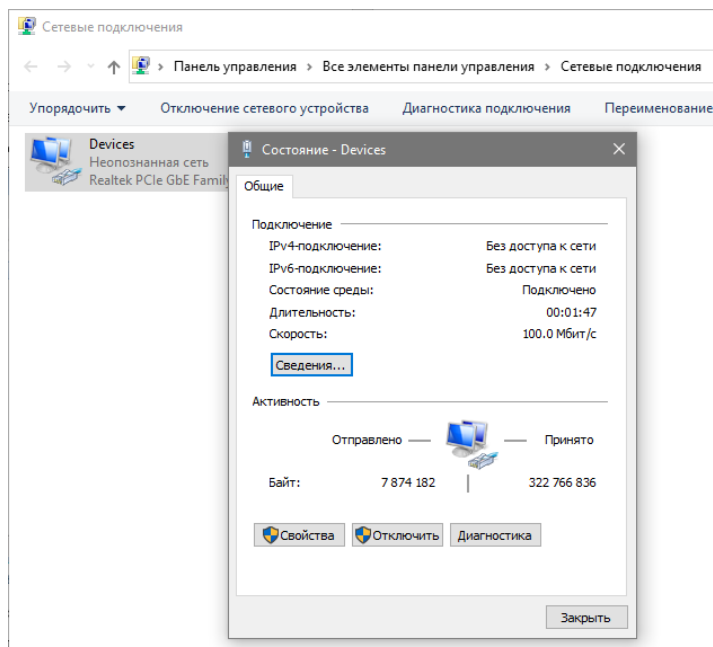 Сетевые подключения
Панель управления > Все элементы панели управления > Сетевые подключения
Упорядочить Отключение сетевого устройства Диагностика подключения Переименование
Devices
Неопознанная сеть
Realtek PCIe GbE Family
Состояние - Devices
Общие
Подключение
IPv4-подключение: Без доступа к сети
IPv6-подключение: Без доступа к сети
Состояние среды: Подключено
Длительность: 00:01:47
Скорость: 100.0 Мбит/с
Сведения...
Активность
Отправлено — — Принято
Байт: 7 874 182 322 766 836
Свойства Отключить Диагностика
Закрыть